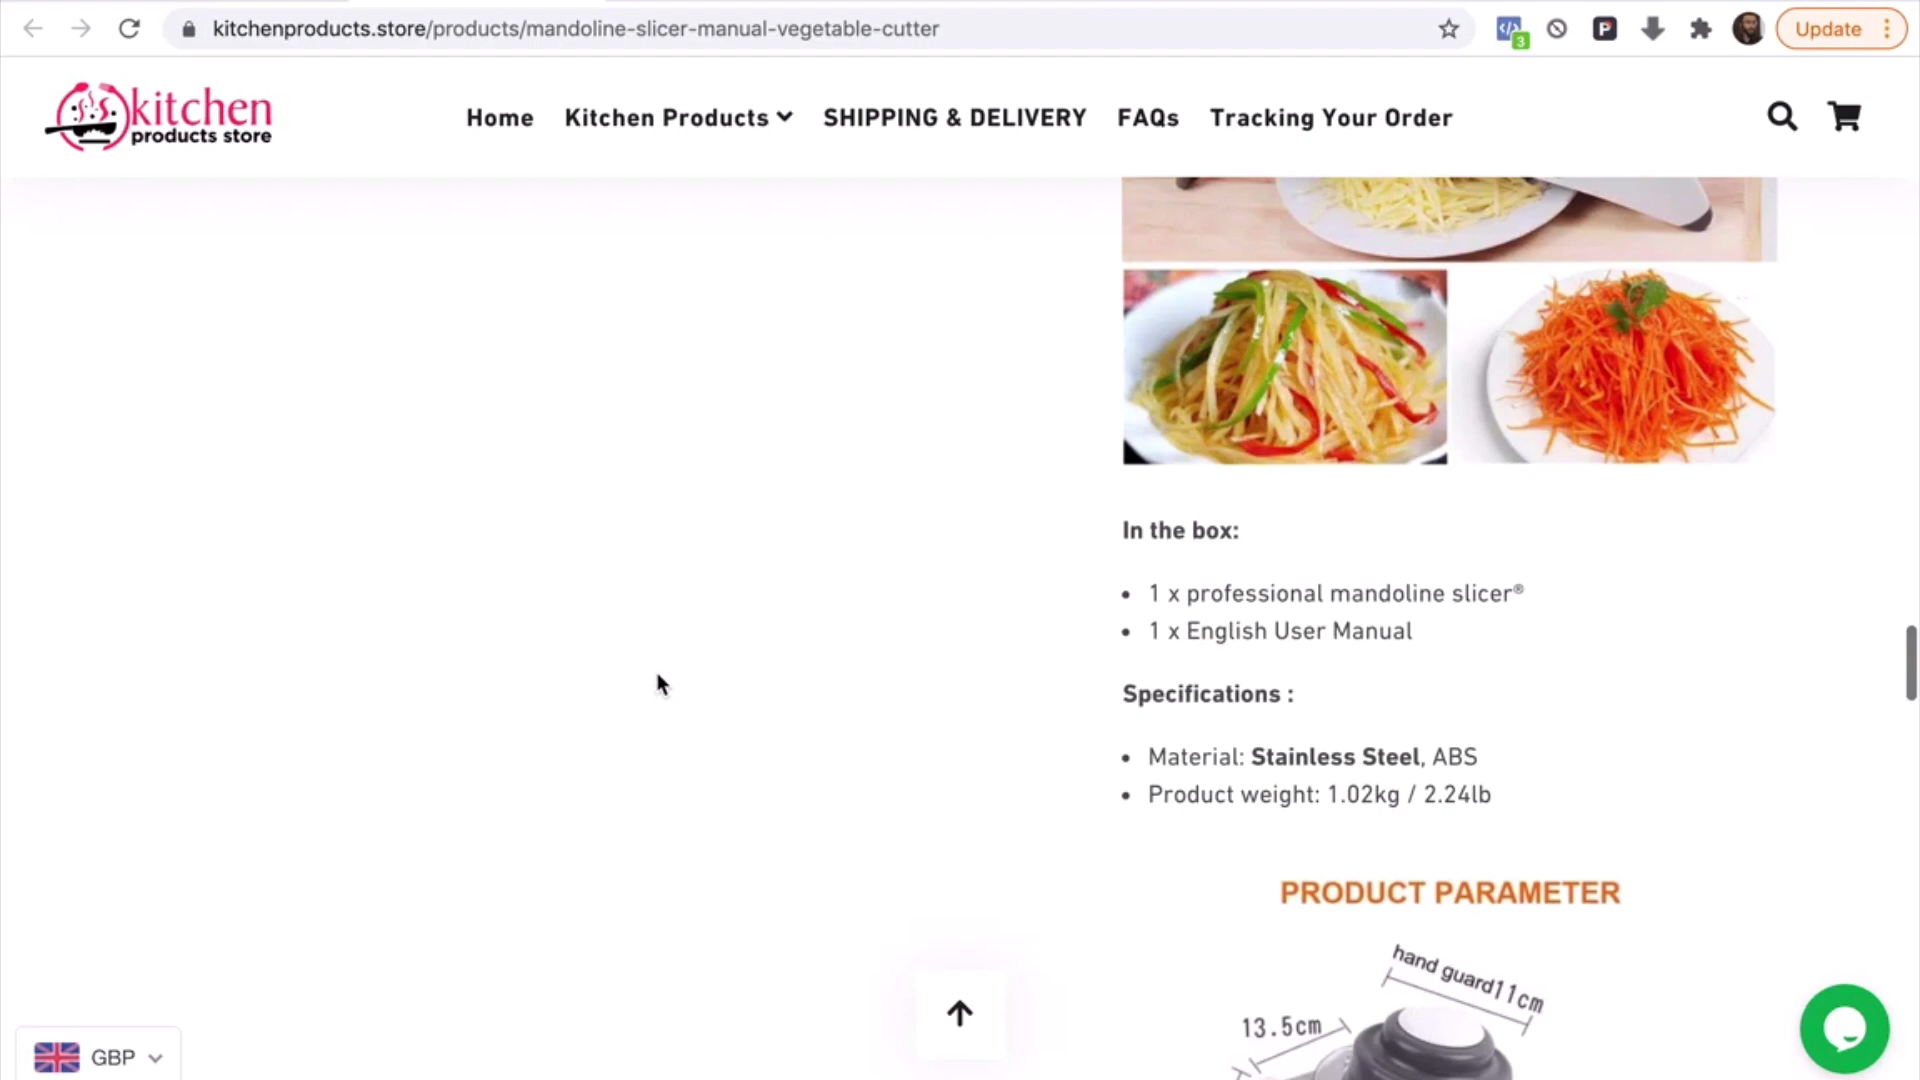 kitchenproducts.store/products/mandoline-slicer-manual-vegetable-cutter
3
P
Update
kitchen
products store
Home
Kitchen Products
SHIPPING & DELIVERY
FAQs
Tracking Your Order
In the box:
• 1 x professional mandoline slicer®
• 1 x English User Manual
Specifications :
• Material: Stainless Steel, ABS
• Product weight: 1.02kg / 2.24lb
PRODUCT PARAMETER
hand guard11cm
13.5cm
GBP